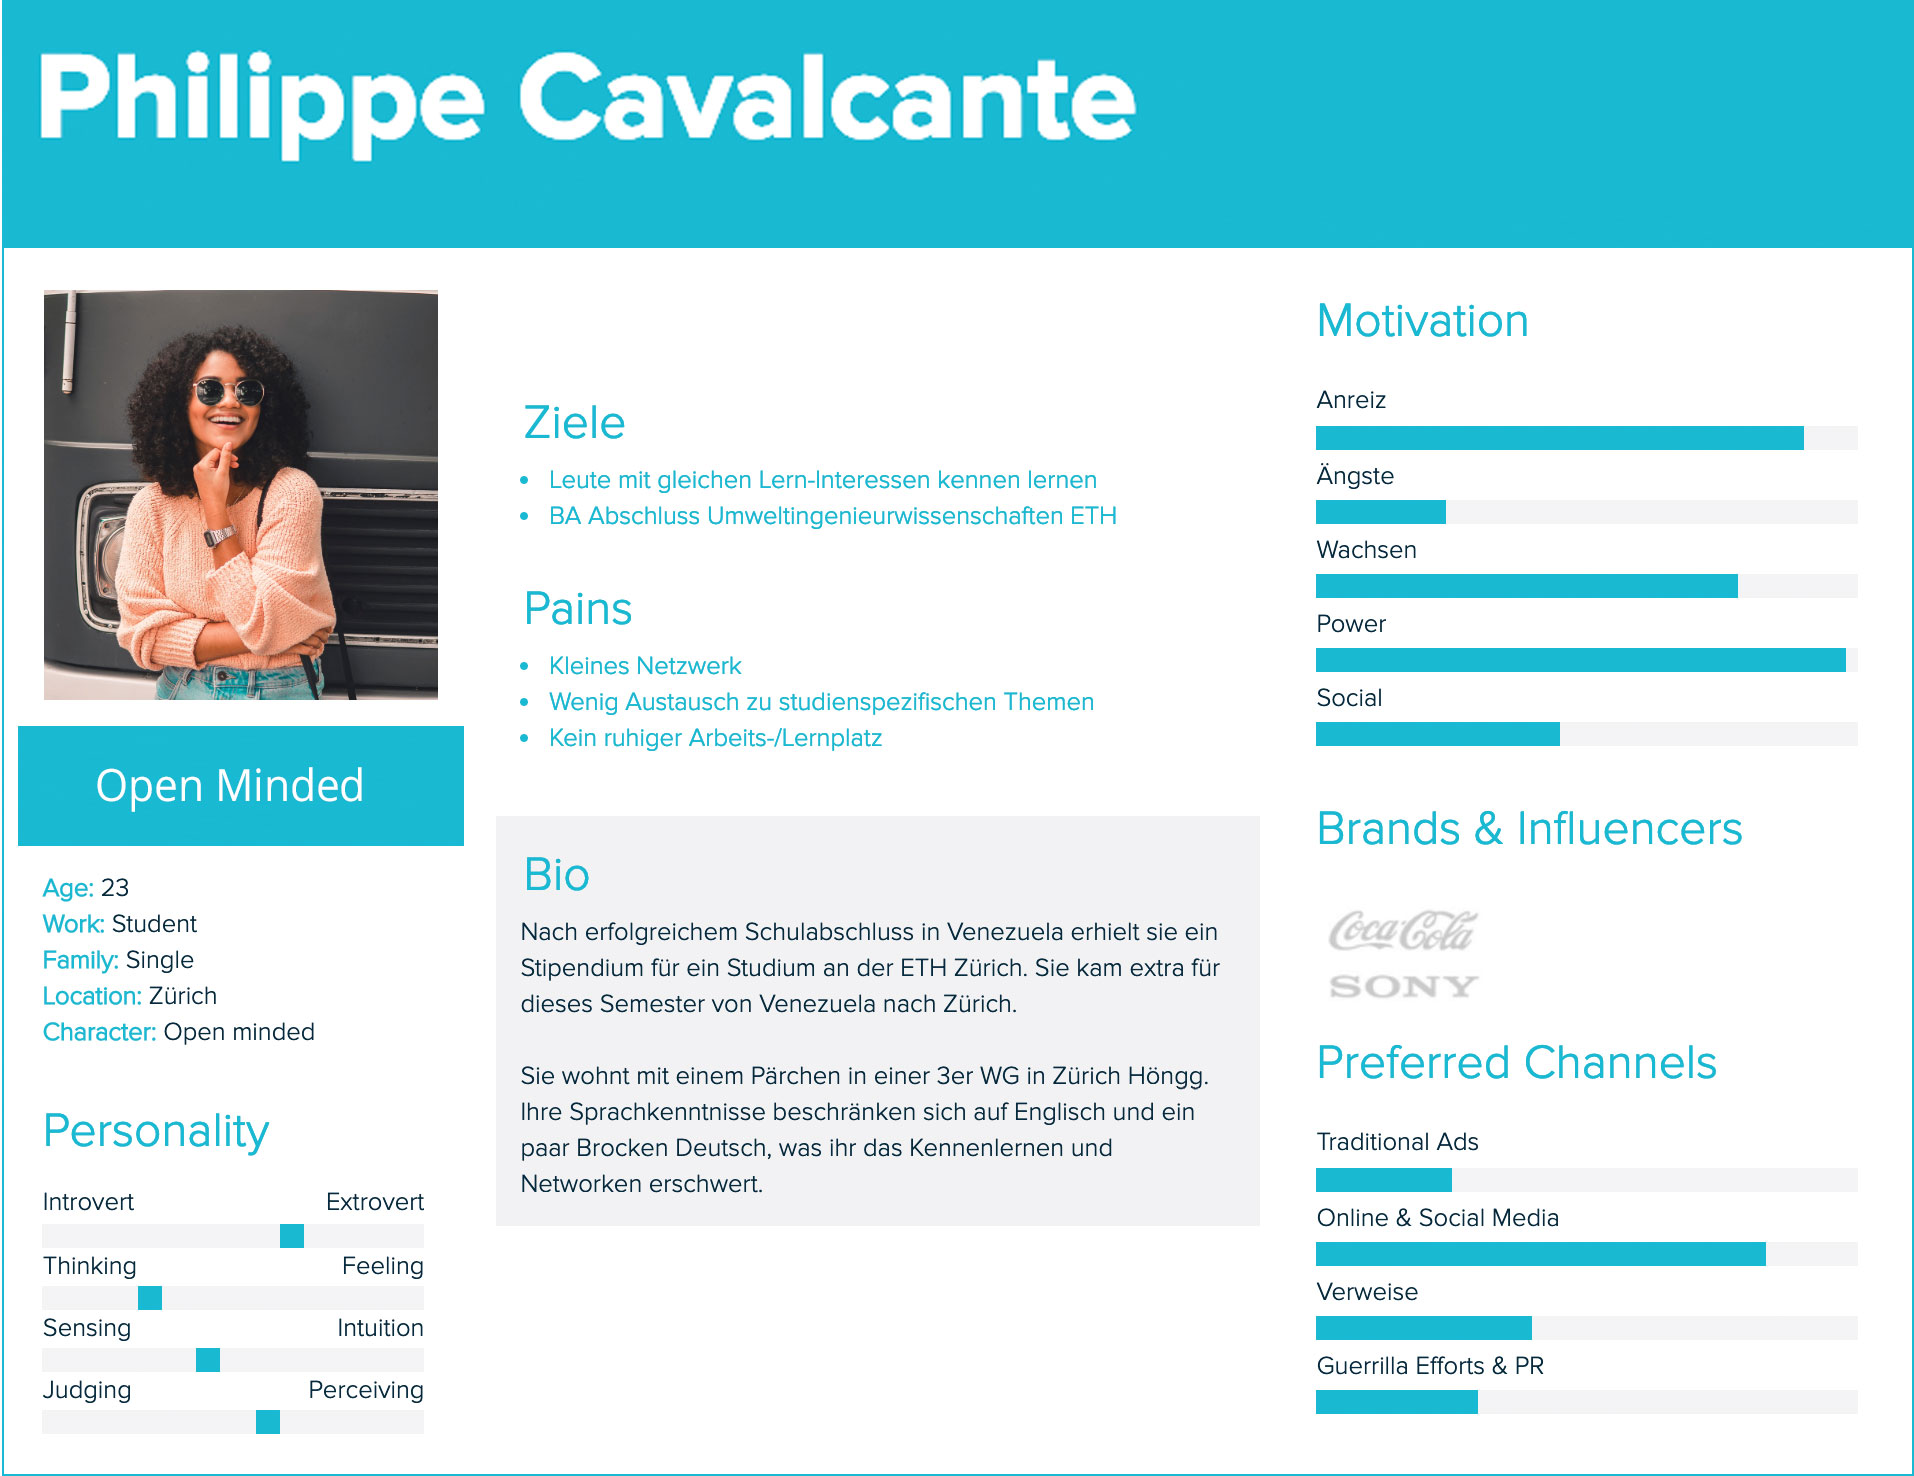 Philippe Cavalcante
Open Minded
Age: 23
Work: Student
Family: Single
Location: Zürich
Character: Open minded
Personality
Introvert Extrovert
Thinking Feeling
Sensing Intuition
Judging Perceiving
Ziele
• Leute mit gleichen Lern-Interessen kennen lernen
• BA Abschluss Umweltingenieurwissenschaften ETH
Pains
• Kleines Netzwerk
• Wenig Austausch zu studienspezifischen Themen
• Kein ruhiger Arbeits-/Lernplatz
Bio
Nach erfolgreichem Schulabschluss in Venezuela erhielt sie ein
Stipendium für ein Studium an der ETH Zürich. Sie kam extra für
dieses Semester von Venezuela nach Zürich.
Sie wohnt mit einem Pärchen in einer 3er WG in Zürich Höngg.
Ihre Sprachkenntnisse beschränken sich auf Englisch und ein
paar Brocken Deutsch, was ihr das Kennenlernen und
Networken erschwert.
Motivation
Anreiz
Ängste
Wachsen
Power
Social
Brands & Influencers
Coca-Cola
SONY
Preferred Channels
Traditional Ads
Online & Social Media
Verweise
Guerrilla Efforts & PR